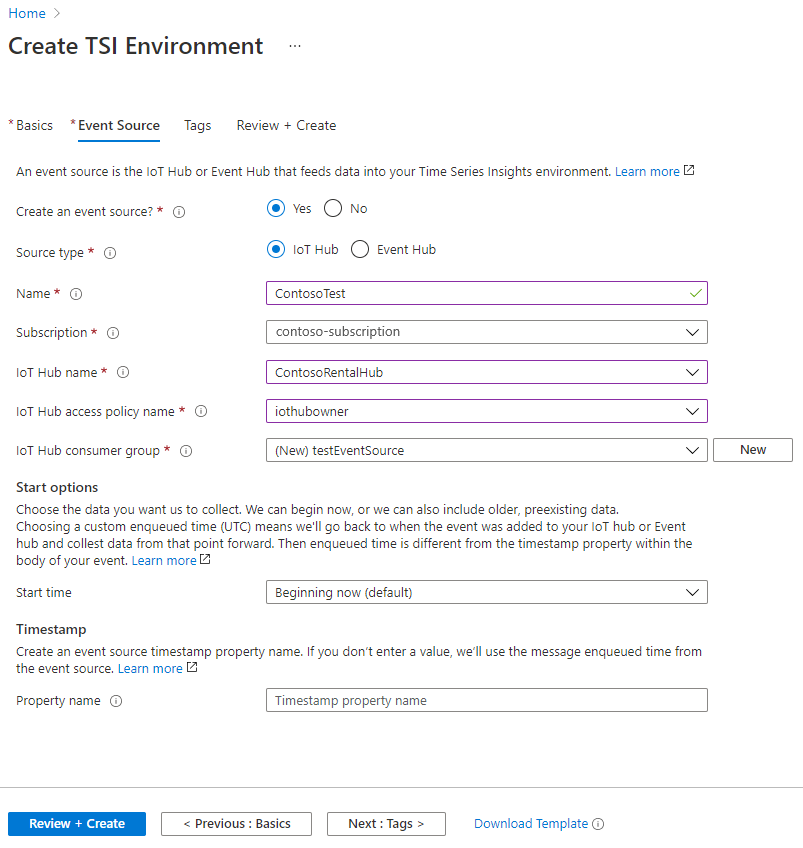 Home >
Create TSI Environment ...
* Basics * Event Source Tags Review + Create
An event source is the IoT Hub or Event Hub that feeds data into your Time Series Insights environment. Learn more
Create an event source? * Yes No
Source type * IoT Hub Event Hub
Name * ContosoTest
Subscription * contoso-subscription
IoT Hub name * ContosoRentalHub
IoT Hub access policy name * iothubowner
IoT Hub consumer group * (New) testEventSource New
Start options
Choose the data you want us to collect. We can begin now, or we can also include older, preexisting data.
Choosing a custom enqueued time (UTC) means we'll go back to when the event was added to your IoT hub or Event
hub and collest data from that point forward. Then enqueued time is different from the timestamp property within the
body of your event. Learn more
Start time Beginning now (default)
Timestamp
Create an event source timestamp property name. If you don't enter a value, we'll use the message enqueued time from
the event source. Learn more
Property name Timestamp property name
Review + Create < Previous : Basics Next : Tags > Download Template